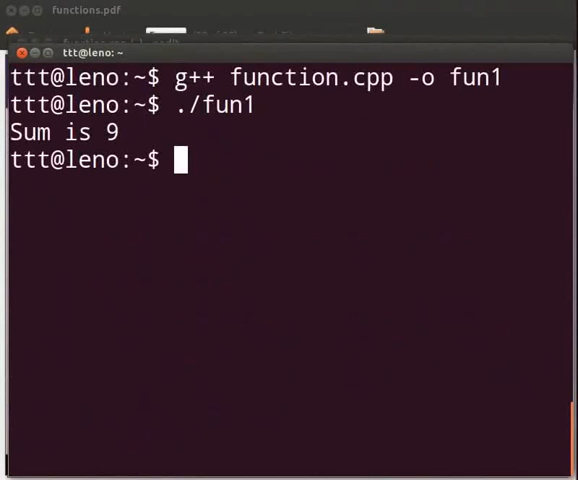 functions.pdf
ttt@leno: ~
ttt@leno:~$ g++ function.cpp -o fun1
ttt@leno:~$ ./fun1
Sum is 9
ttt@leno:~$